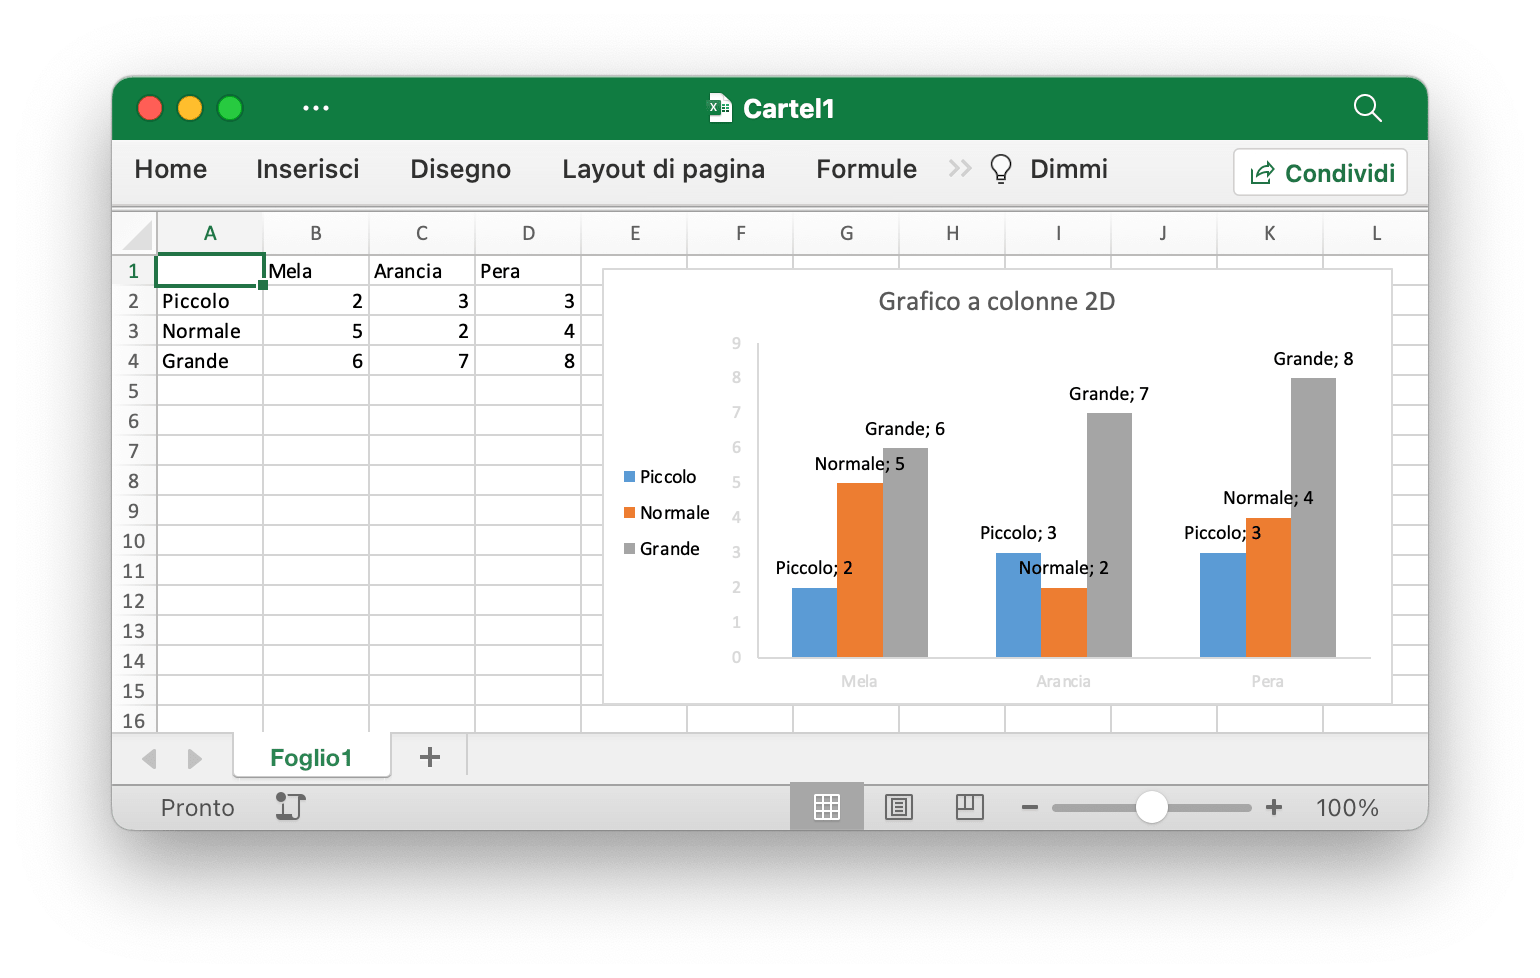 Cartel1
Home Inserisci Disegno Layout di pagina Formule Dimmi Condividi
A B C D E F G H I J K L
1 Mela Arancia Pera
2 Piccolo 2 3 3
3 Normale 5 2 4
4 Grande 6 7 8
5
6
7
8
9
10
11
12
13
14
15
16
Grafico a colonne 2D
9
8
7
6
5
4
3
2
1
0
Piccolo
Normale
Grande
Piccolo; 2
Normale; 5
Grande; 6
Piccolo; 3
Normale; 2
Grande; 7
Piccolo; 3
Normale; 4
Grande; 8
Mela Arancia Pera
Foglio1
Pronto 100%